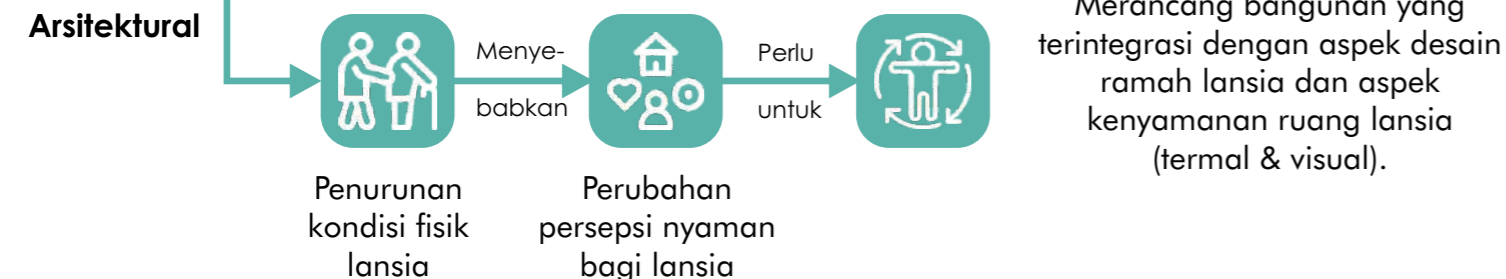 Arsitektural
Menye-
babkan
Perlu
untuk
Merancang bangunan yang
terintegrasi dengan aspek desain
ramah lansia dan aspek
kenyamanan ruang lansia
(termal & visual).
Penurunan
kondisi fisik
lansia
Perubahan
persepsi nyaman
bagi lansia